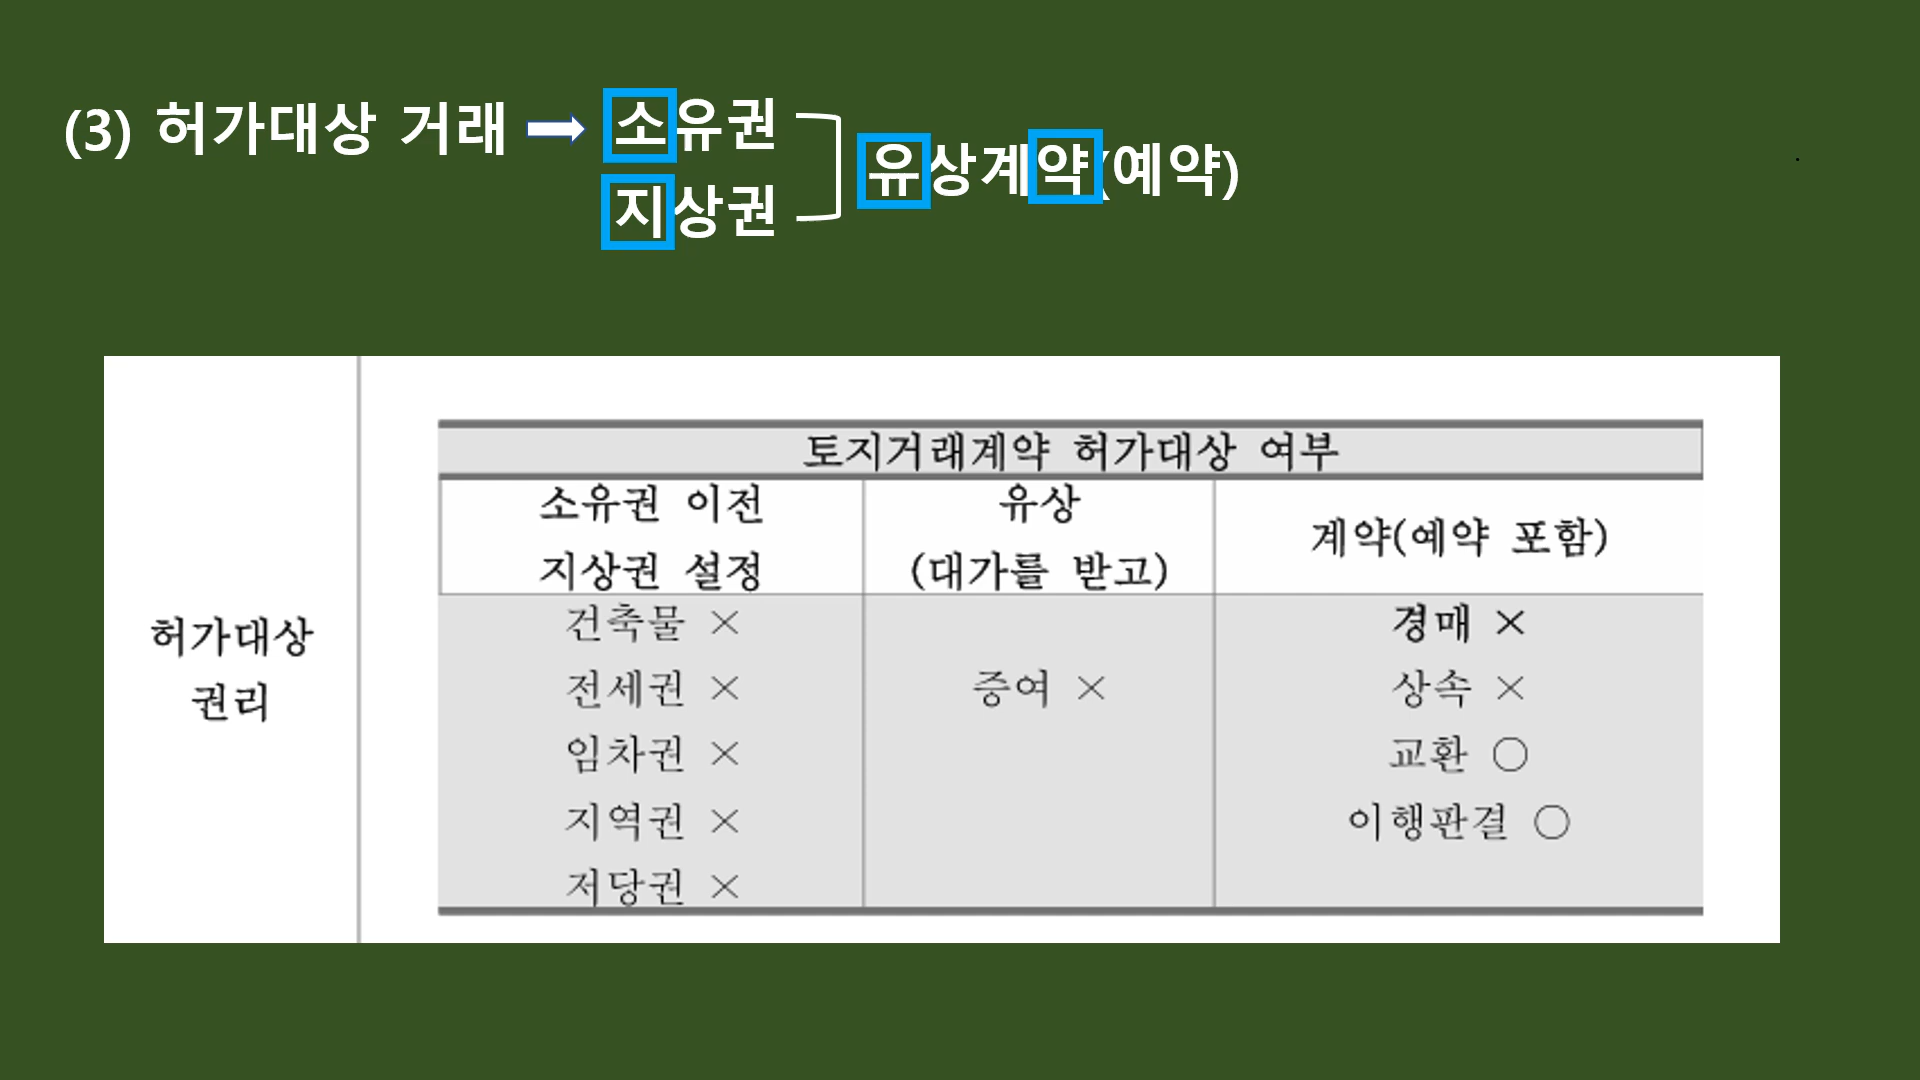 (3) 허가대상 거래 ➡ 소유권
지상권
유상계약(예약)
토지거래계약 허가대상 여부
소유권 이전
지상권 설정
유상
(대가를 받고)
계약(예약 포함)
허가대상
권리
건축물 ×
전세권 ×
임차권 ×
지역권 ×
저당권 ×
증여 ×
경매 ×
상속 ×
교환 ○
이행판결 ○